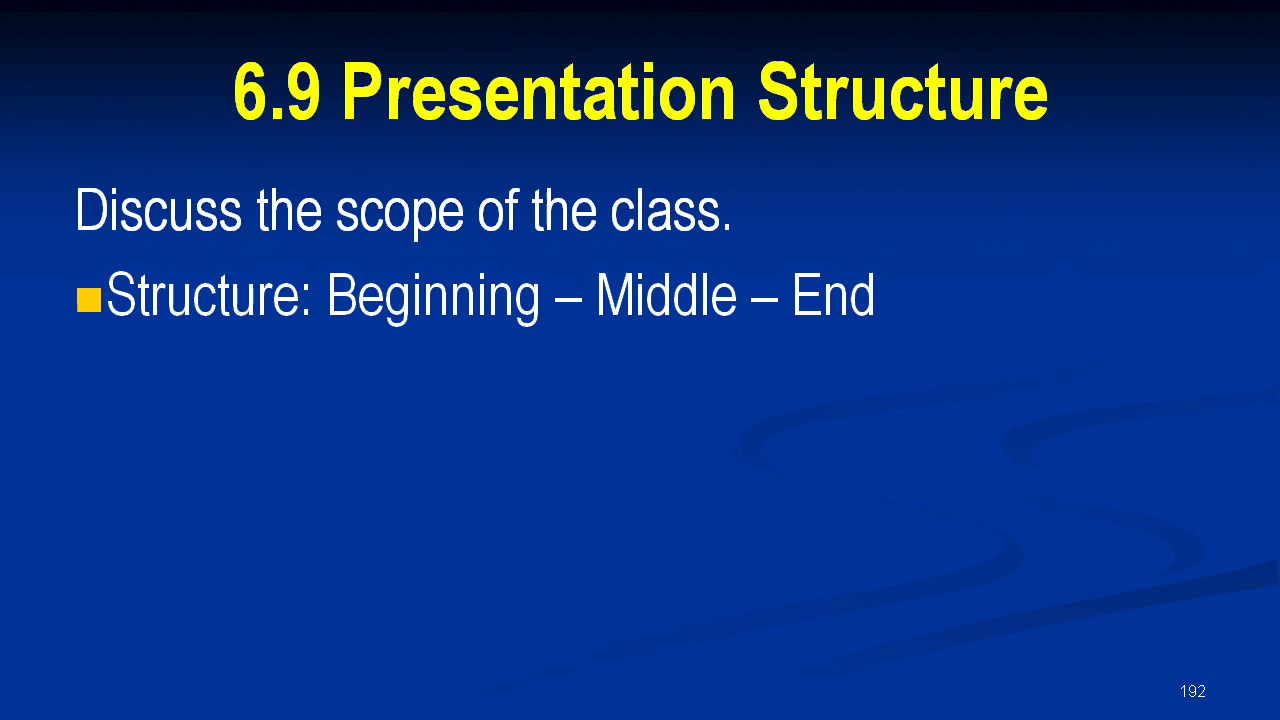 6.9 Presentation Structure
Discuss the scope of the class.
Structure: Beginning – Middle – End
192